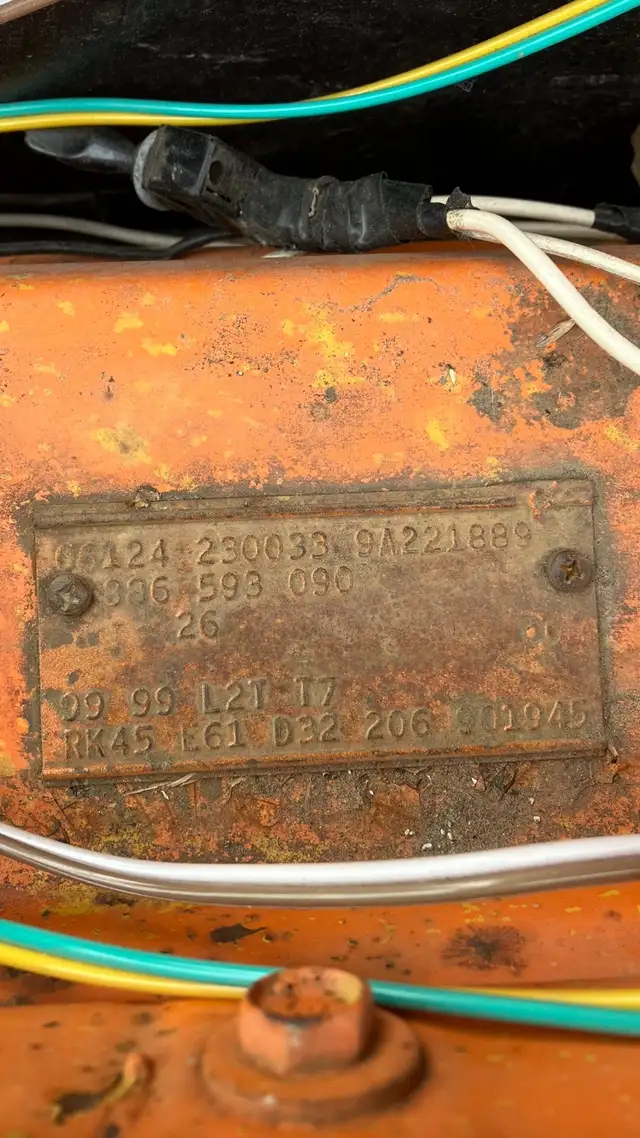 06124 230033 9A221889
886 593 090
26
99 99 L2T T7
RK45 E61 D32 206 901945